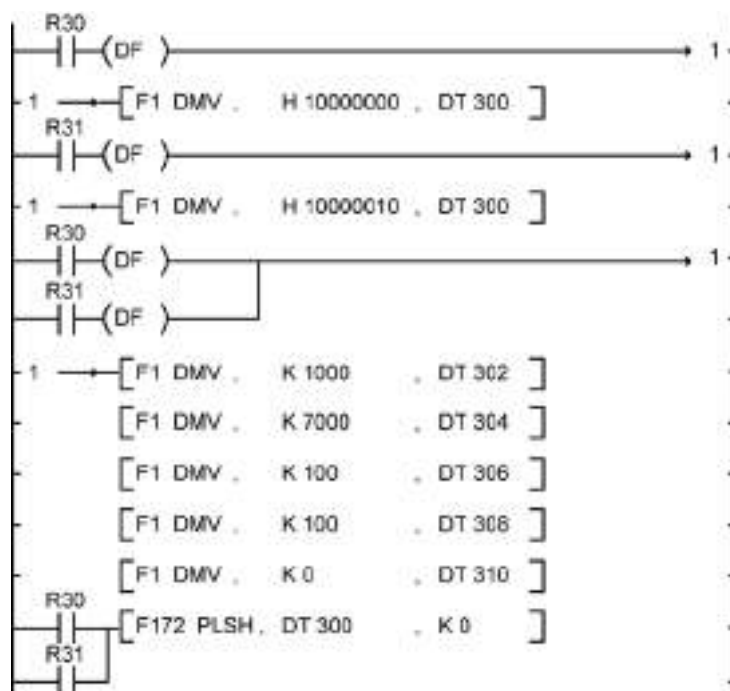 R30
(DF ) 1
1 [F1 DMV , H 10000000 , DT 300 ]
R31
(DF ) 1
1 [F1 DMV , H 10000010 , DT 300 ]
R30
(DF ) 1
R31
(DF )
1 [F1 DMV , K 1000 , DT 302 ]
[F1 DMV , K 7000 , DT 304 ]
[F1 DMV , K 100 , DT 306 ]
[F1 DMV , K 100 , DT 308 ]
[F1 DMV , K 0 , DT 310 ]
R30
[F172 PLSH , DT 300 , K 0 ]
R31